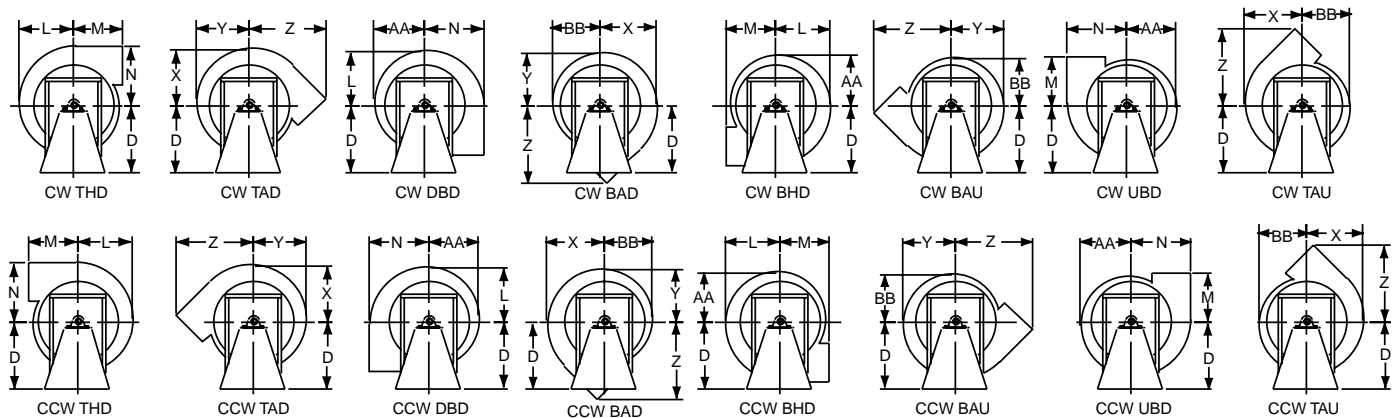 L M Y Z AA N BB X M L Z Y N AA X BB
N X L Y AA BB M Z
D D D Z D D D D D
CW THD CW TAD CW DBD CW BAD CW BHD CW BAU CW UBD CW TAU
M L Z Y N AA X BB L M Y Z AA N BB X
N X L Y AA BB M Z
D D D D Z D D D D
CCW THD CCW TAD CCW DBD CCW BAD CCW BHD CCW BAU CCW UBD CCW TAU